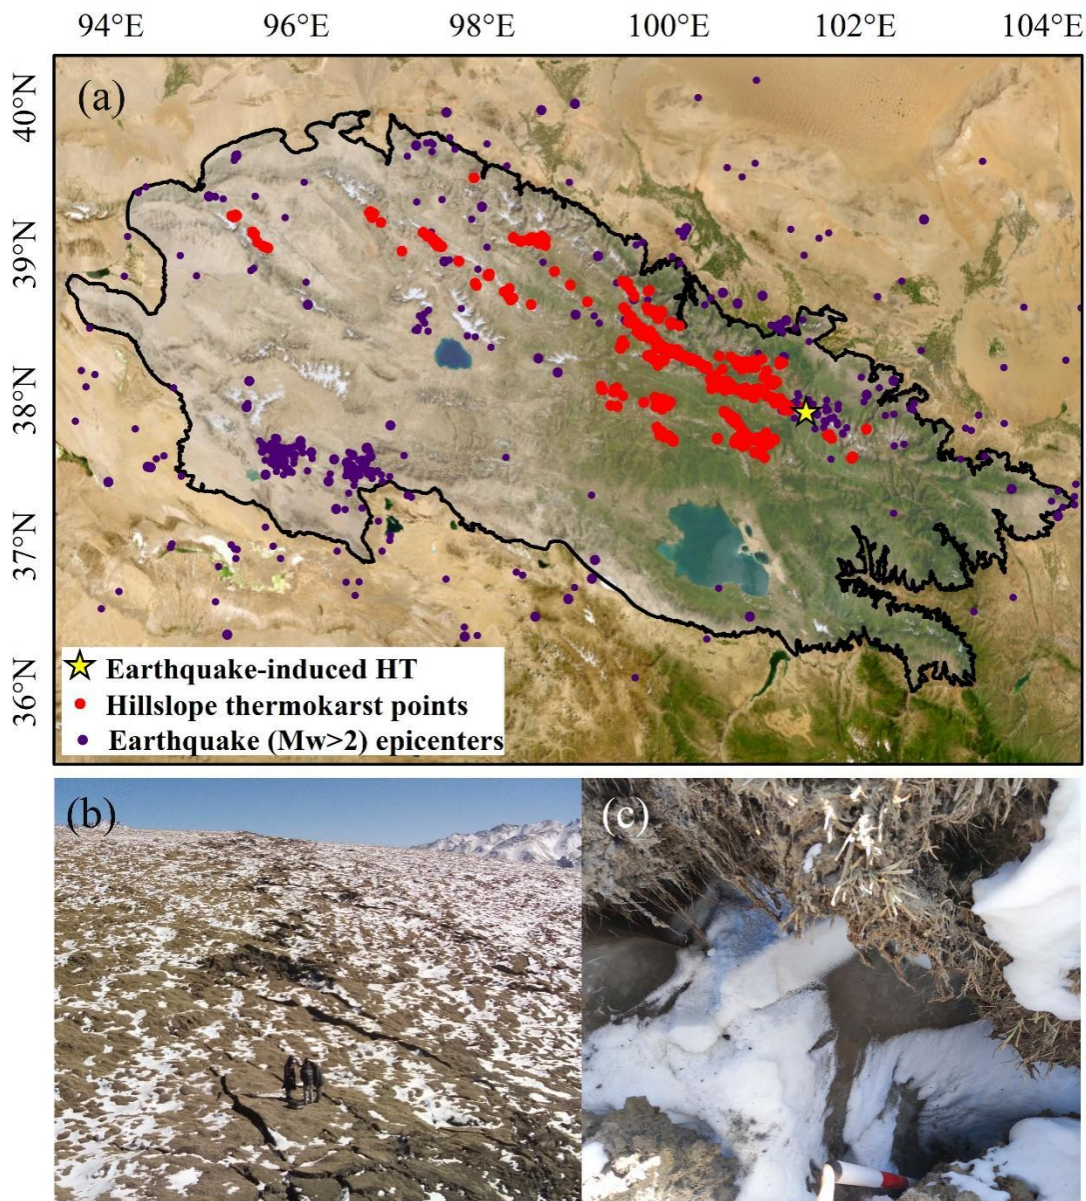 94°E 96°E 98°E 100°E 102°E 104°E
(a)
40°N
39°N
38°N
37°N
36°N
Earthquake-induced HT
Hillslope thermokarst points
Earthquake (Mw>2) epicenters
(b)
(c)